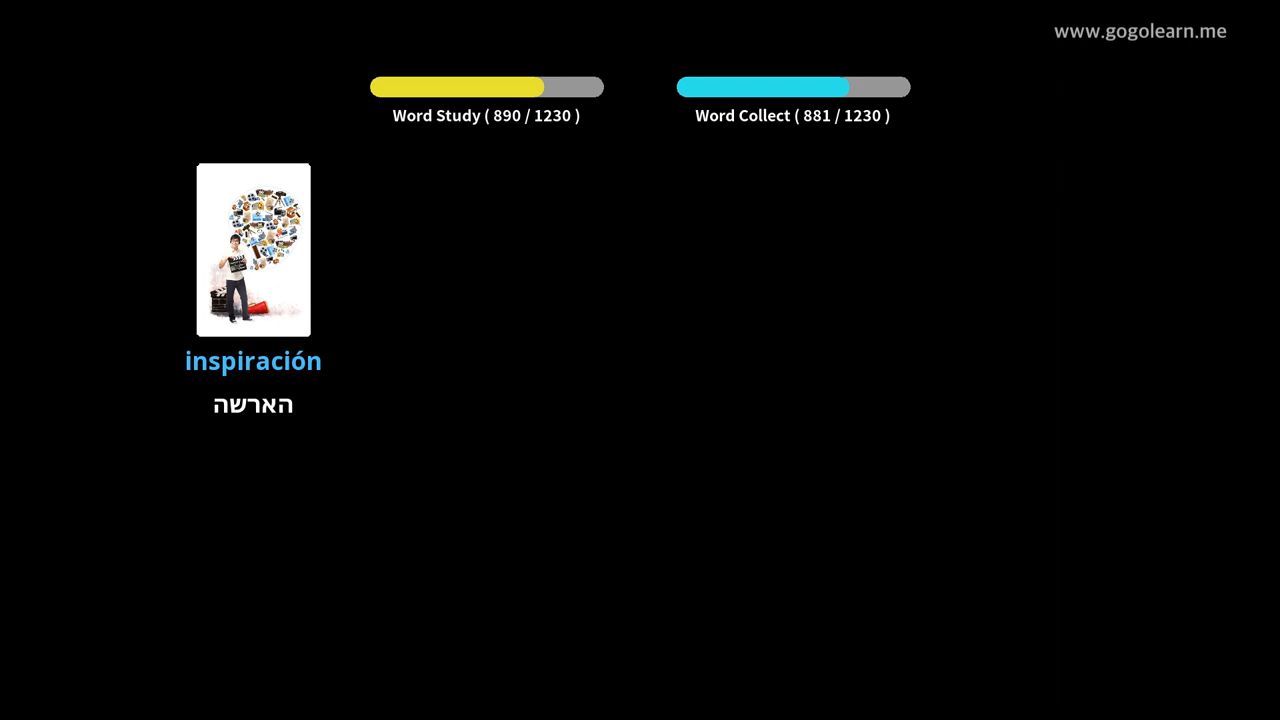 www.gogolearn.me
Word Study ( 890 / 1230 )
Word Collect ( 881 / 1230 )
inspiración
הארשה